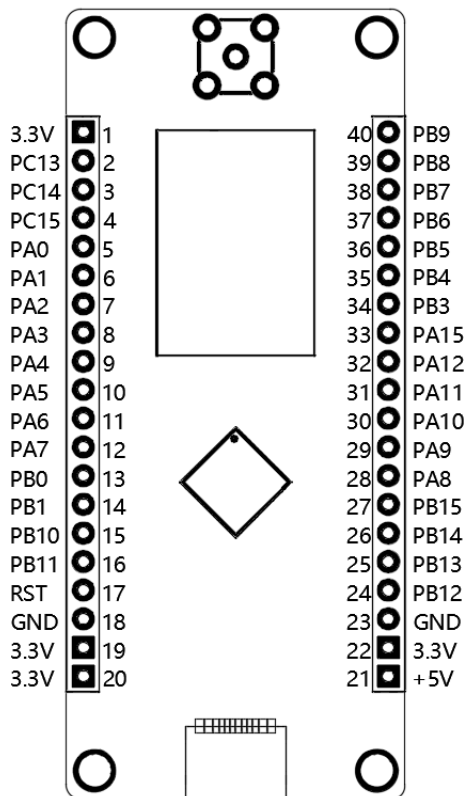 3.3V 1 40 PB9
PC13 2 39 PB8
PC14 3 38 PB7
PC15 4 37 PB6
PA0 5 36 PB5
PA1 6 35 PB4
PA2 7 34 PB3
PA3 8 33 PA15
PA4 9 32 PA12
PA5 10 31 PA11
PA6 11 30 PA10
PA7 12 29 PA9
PB0 13 28 PA8
PB1 14 27 PB15
PB10 15 26 PB14
PB11 16 25 PB13
RST 17 24 PB12
GND 18 23 GND
3.3V 19 22 3.3V
3.3V 20 21 +5V